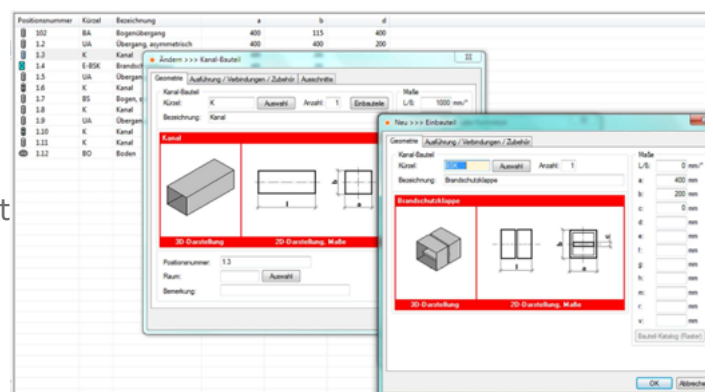 Positionsnummer Kürzel Bezeichnung a b d
102 BA Bogenübergang 400 115 400
1.2 UA Übergang, asymmetrisch 400 400 200
1.3 K Kanal
1.4 E-BSK
1.5 UA
1.6 K Kanal
1.7 BS
1.8 K Kanal
1.9 UA
1.10 K Kanal
1.11 K Kanal
1.12 BO Boden
t
Ändern >>> Kanal-Bauteil
Geometrie Ausführung / Verbindungen / Zubehör Ausschnitte
Kanal-Bauteil Maße
Kürzel: K Auswahl Anzahl: 1 Einbauteile L/ß: 1000 mm/°
Bezeichnung: Kanal
Kanal
l b a
3D-Darstellung 2D-Darstellung, Maße
Positionsnummer: 1.3
Raum: Auswahl
Bemerkung:
Neu >>> Einbauteil
Geometrie Ausführung / Verbindungen / Zubehör
Kanal-Bauteil Maße
Kürzel: BSK Auswahl Anzahl: 1 L/ß: 0 mm/°
Bezeichnung: Brandschutzklappe a: 400 mm
b: 200 mm
Brandschutzklappe c: 0 mm
d: mm
e: mm
f: mm
g: mm
h: mm
m: mm
r: mm
v: mm
l b a
3D-Darstellung 2D-Darstellung, Maße
Bauteil-Katalog (Raster)
OK